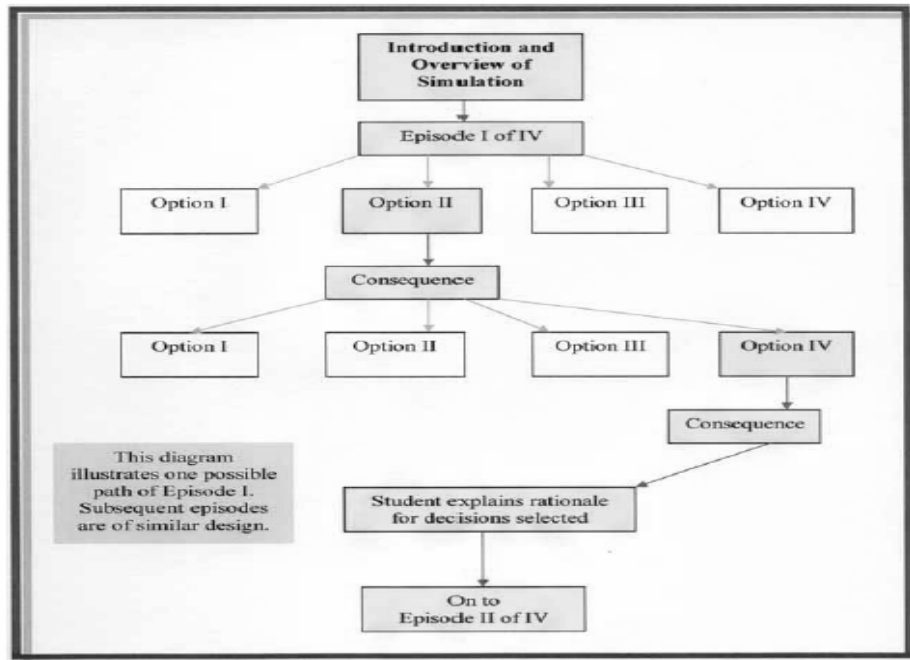 Introduction and
Overview of
Simulation
Episode I of IV
Option I
Option II
Option III
Option IV
Consequence
Option I
Option II
Option III
Option IV
Consequence
This diagram
illustrates one possible
path of Episode I.
Subsequent episodes
are of similar design.
Student explains rationale
for decisions selected
On to
Episode II of IV